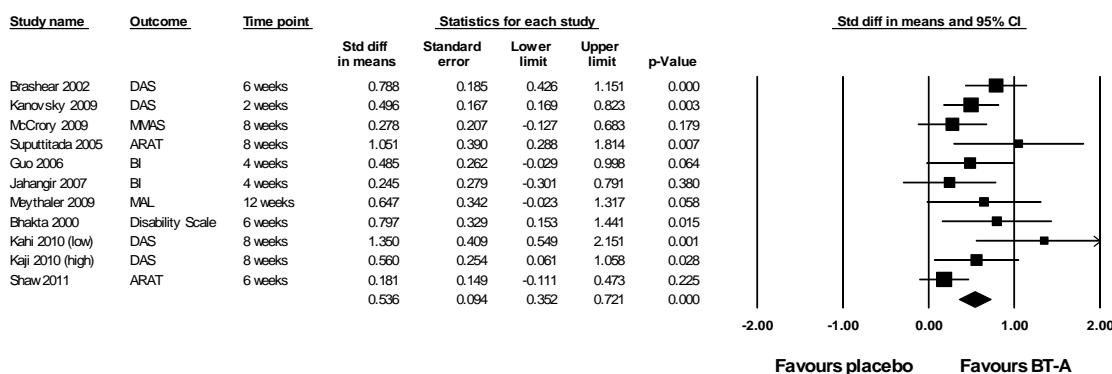 Study name Outcome Time point Statistics for each study Std diff in means and 95% CI
Std diff in means Standard error Lower limit Upper limit p-Value
Brashear 2002 DAS 6 weeks 0.788 0.185 0.426 1.151 0.000
Kanovsky 2009 DAS 2 weeks 0.496 0.167 0.169 0.823 0.003
McCrory 2009 MMAS 8 weeks 0.278 0.207 -0.127 0.683 0.179
Suputtitada 2005 ARAT 8 weeks 1.051 0.390 0.288 1.814 0.007
Guo 2006 BI 4 weeks 0.485 0.262 -0.029 0.998 0.064
Jahangir 2007 BI 4 weeks 0.245 0.279 -0.301 0.791 0.380
Meythaler 2009 MAL 12 weeks 0.647 0.342 -0.023 1.317 0.058
Bhakta 2000 Disability Scale 6 weeks 0.797 0.329 0.153 1.441 0.015
Kahi 2010 (low) DAS 8 weeks 1.350 0.409 0.549 2.151 0.001
Kaji 2010 (high) DAS 8 weeks 0.560 0.254 0.061 1.058 0.028
Shaw 2011 ARAT 6 weeks 0.181 0.149 -0.111 0.473 0.225
0.536 0.094 0.352 0.721 0.000
-2.00 -1.00 0.00 1.00 2.00
Favours placebo Favours BT-A